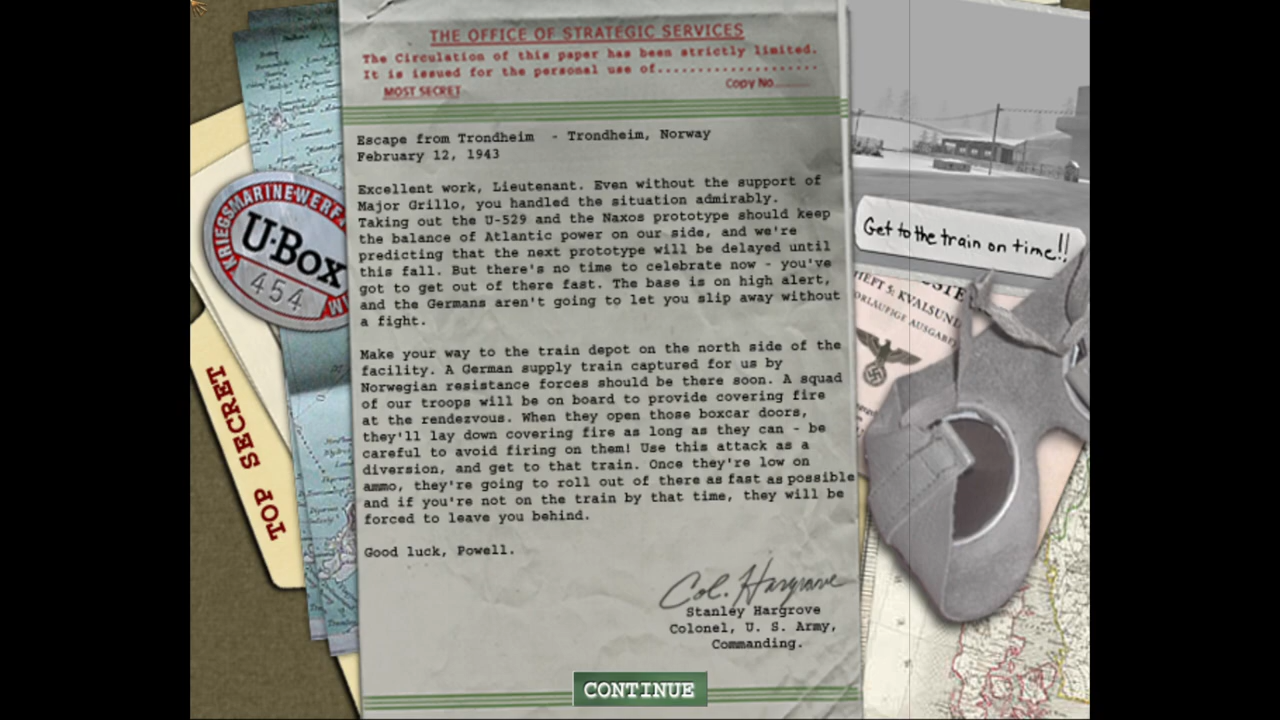 THE OFFICE OF STRATEGIC SERVICES
The Circulation of this paper has been strictly limited.
It is issued for the personal use of....................
MOST SECRET
Copy No.........
Escape from Trondheim - Trondheim, Norway
February 12, 1943
Excellent work, Lieutenant. Even without the support of
Major Grillo, you handled the situation admirably.
Taking out the U-529 and the Naxos prototype should keep
the balance of Atlantic power on our side, and we're
predicting that the next prototype will be delayed until
this fall. But there's no time to celebrate now - you've
got to get out of there fast. The base is on high alert,
and the Germans aren't going to let you slip away without
a fight.
Make your way to the train depot on the north side of the
facility. A German supply train captured for us by
Norwegian resistance forces should be there soon. A squad
of our troops will be on board to provide covering fire
at the rendezvous. When they open those boxcar doors,
they'll lay down covering fire as long as they can - be
careful to avoid firing on them! Use this attack as a
diversion, and get to that train. Once they're low on
ammo, they're going to roll out of there as fast as possible
and if you're not on the train by that time, they will be
forced to leave you behind.
Good luck, Powell.
Col. Hargrove
Stanley Hargrove
Colonel, U. S. Army,
Commanding.
CONTINUE
KRIEGSMARINEWERF
U-Box
454
TOP SECRET
Get to the train on time!!
HEFT 5: KVALSUND